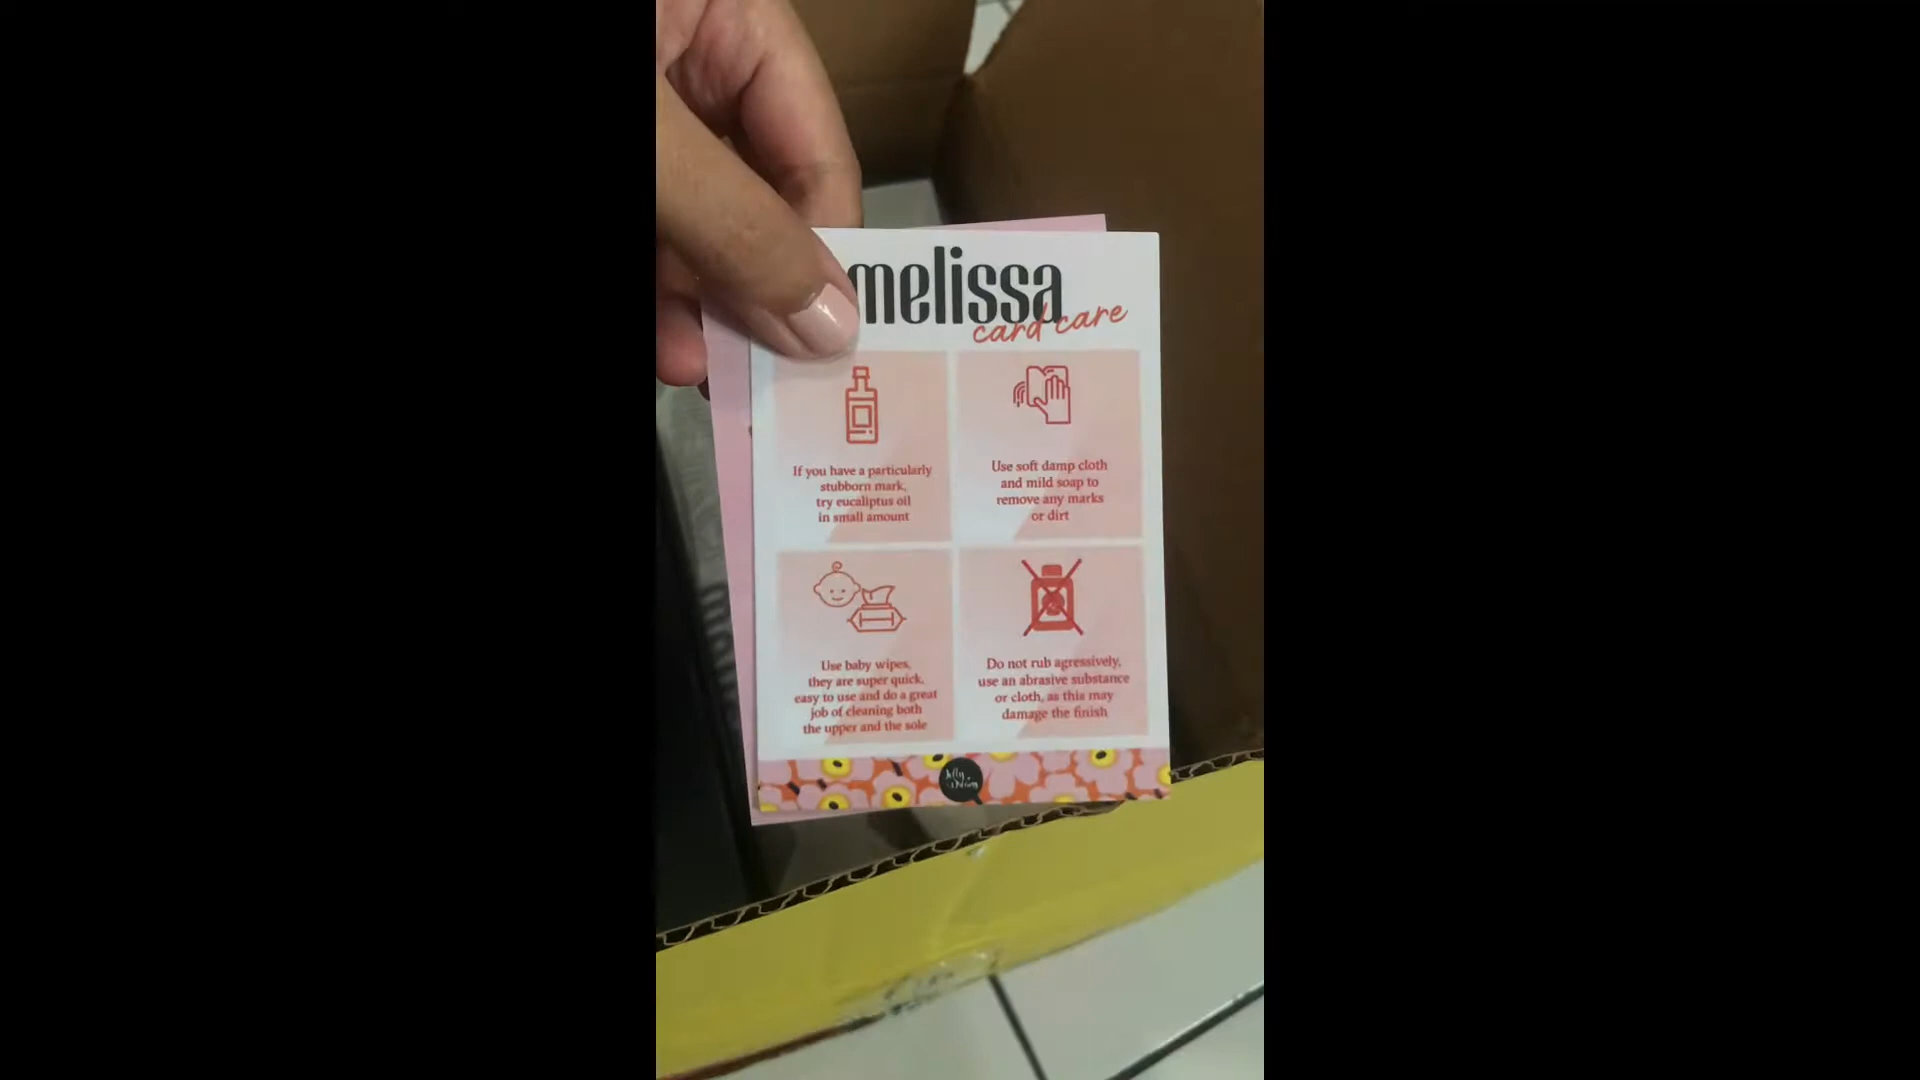 melissa
card care
If you have a particularly
stubborn mark,
try eucaliptus oil
in small amount
Use soft damp cloth
and mild soap to
remove any marks
or dirt
Use baby wipes,
they are super quick,
easy to use and do a great
job of cleaning both
the upper and the sole
Do not rub agressively,
use an abrasive substance
or cloth, as this may
damage the finish